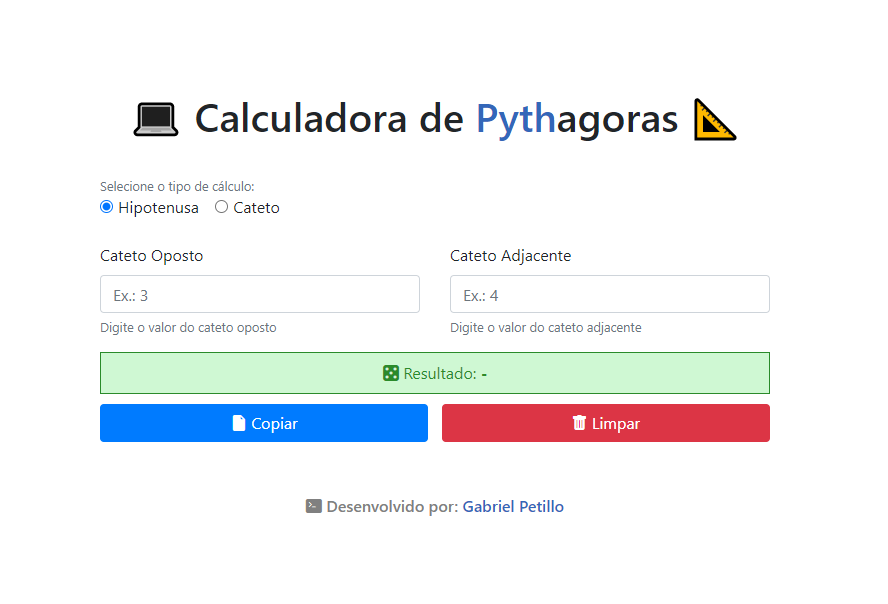 Calculadora de Pythagoras
Selecione o tipo de cálculo:
Hipotenusa Cateto
Cateto Oposto Cateto Adjacente
Ex.: 3 Ex.: 4
Digite o valor do cateto oposto Digite o valor do cateto adjacente
Resultado: -
Copiar Limpar
Desenvolvido por: Gabriel Petillo